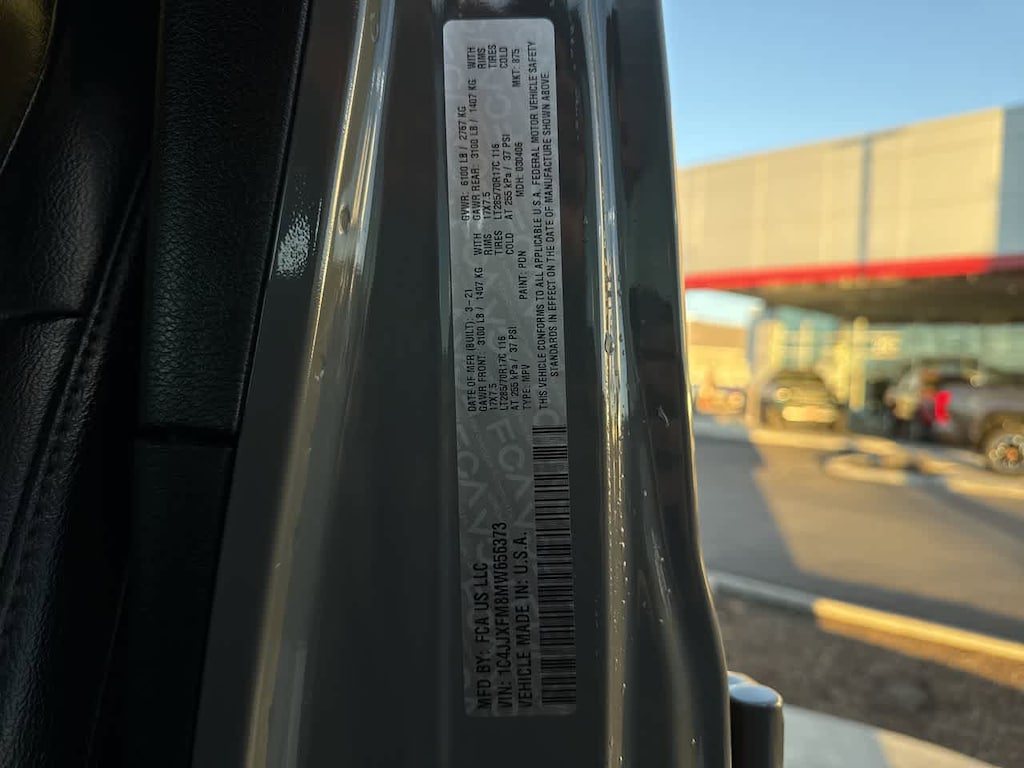 MFD BY: FCA US LLC
VIN: 1C4JJXFM8MW656373
VEHICLE MADE IN: U.S.A.
DATE OF MFR (BUILT): 3-21 GVWR: 6100 LB / 2767 KG
GAWR FRONT: 3100 LB / 1407 KG WITH GAWR REAR: 3100 LB / 1407 KG WITH
17X7.5 RIMS 17X7.5 RIMS
LT285/70R17C 116 TIRES LT285/70R17C 116 TIRES
AT 255 kPa / 37 PSI COLD AT 255 kPa / 37 PSI COLD
TYPE: MPV PAINT: PDN MDH: 030406 MKT: 875
THIS VEHICLE CONFORMS TO ALL APPLICABLE U.S.A. FEDERAL MOTOR VEHICLE SAFETY
STANDARDS IN EFFECT ON THE DATE OF MANUFACTURE SHOWN ABOVE.